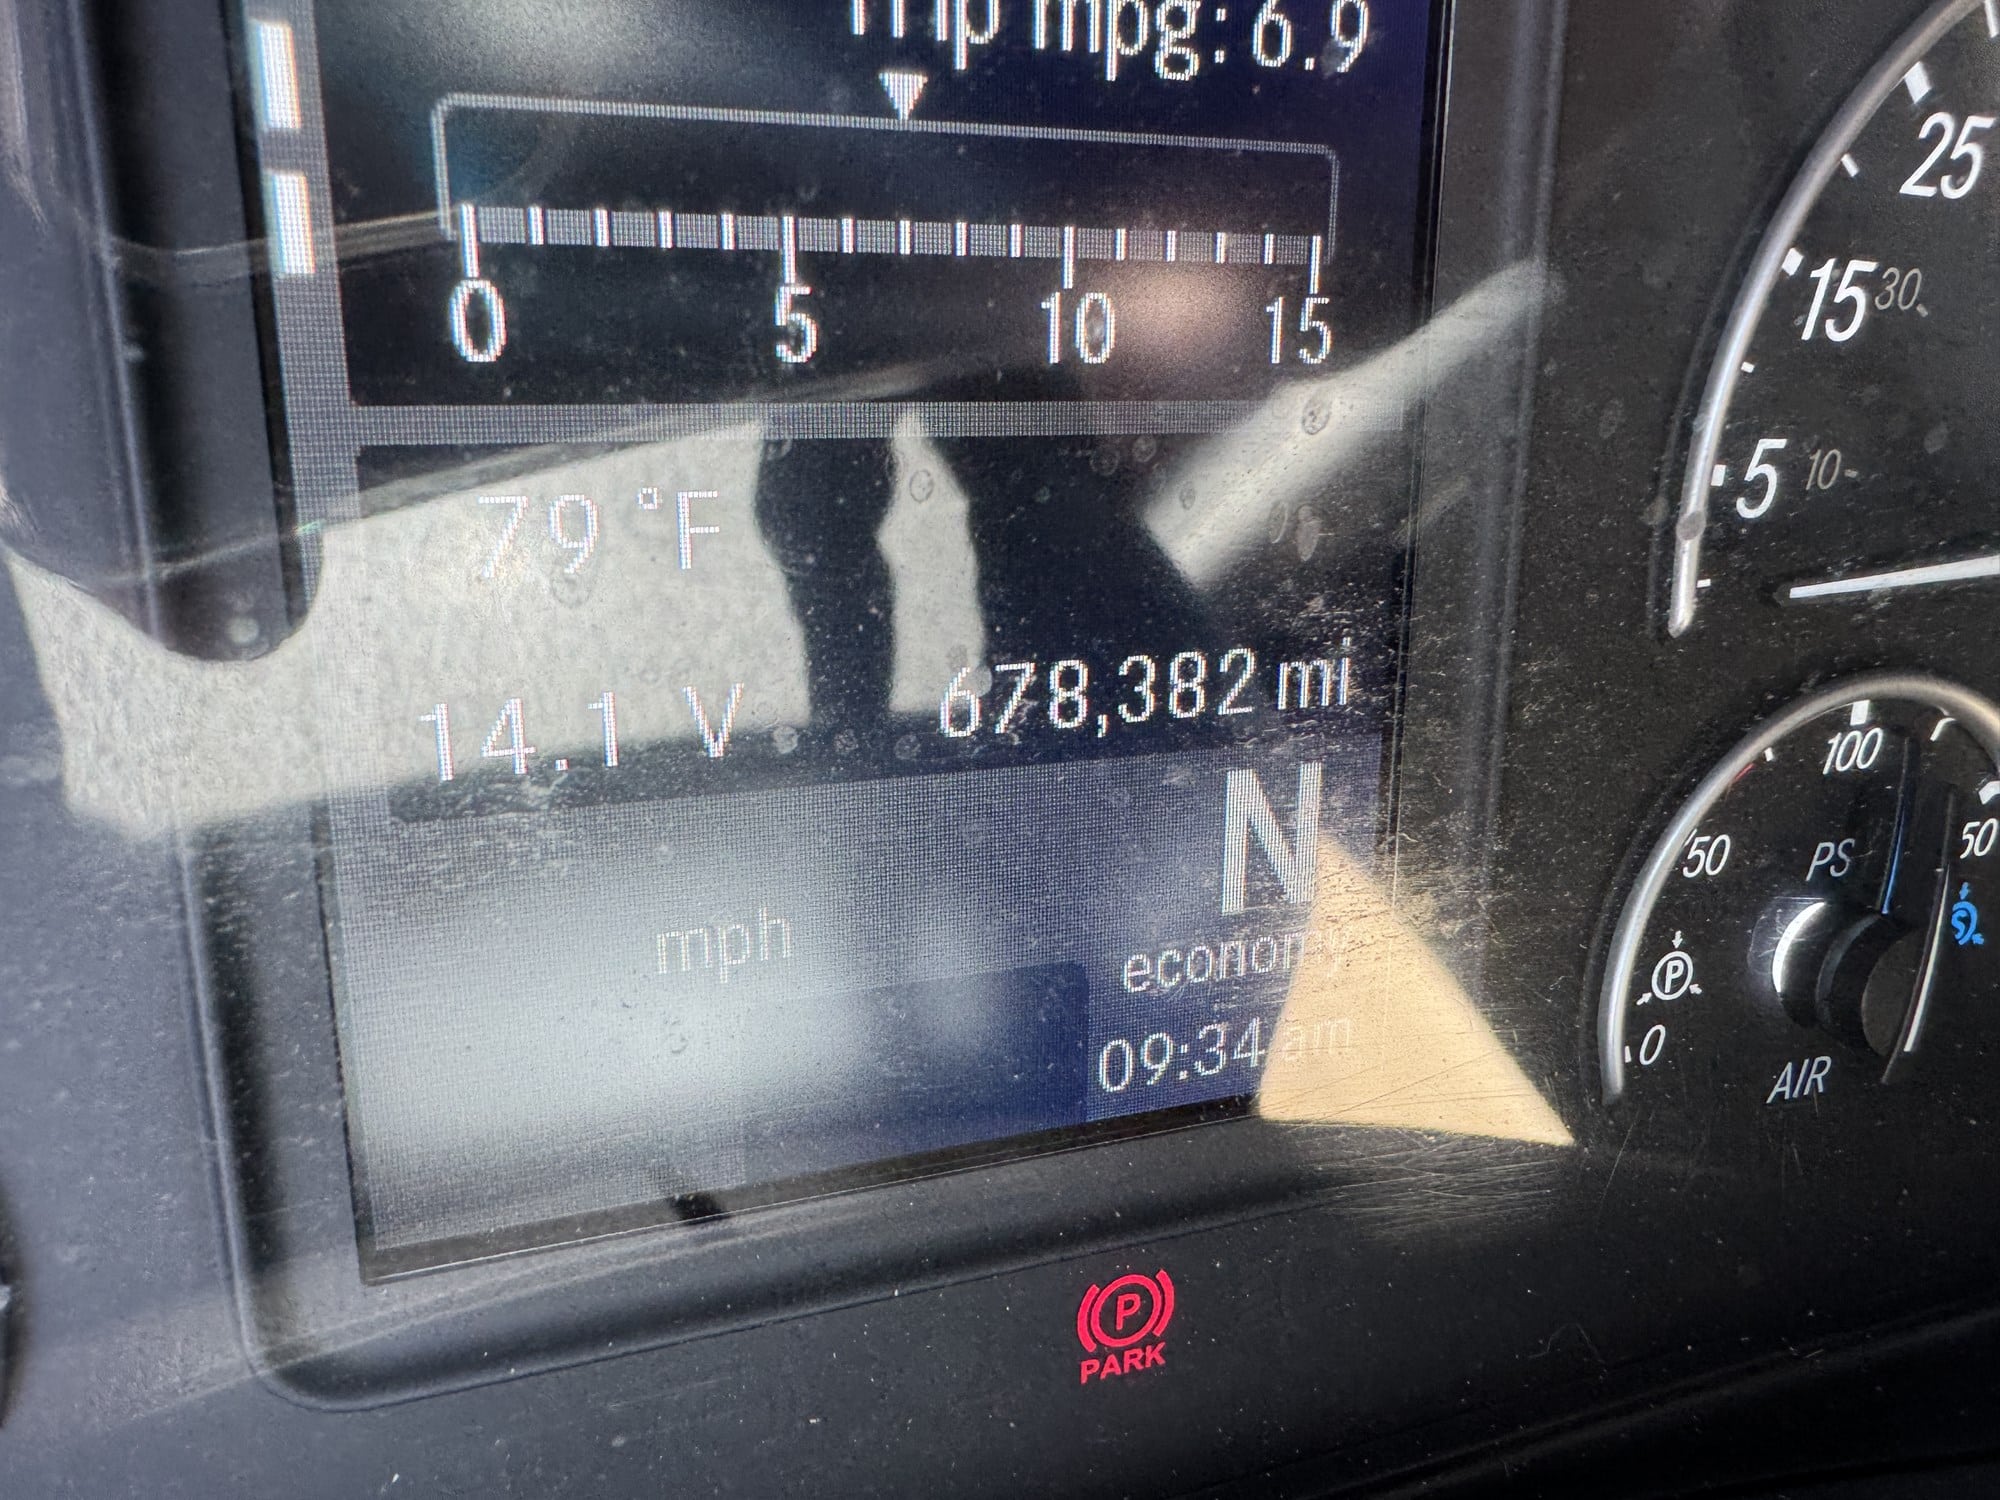 Trip mpg: 6.9
0 5 10 15
79 °F
14.1 V 678,382 mi
N
mph
economy
09:34 am
PARK
25
15 30
5 10
100
50 50
PS
0
AIR
P
P